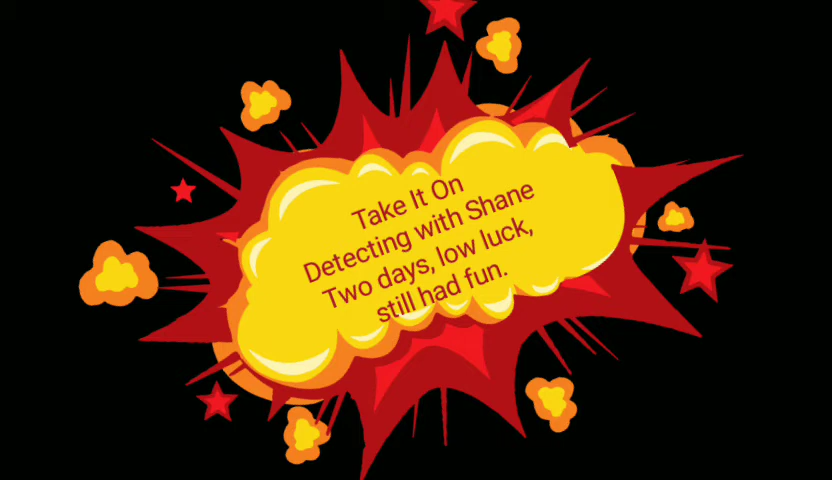 Take It On
Detecting with Shane
Two days, low luck,
still had fun.